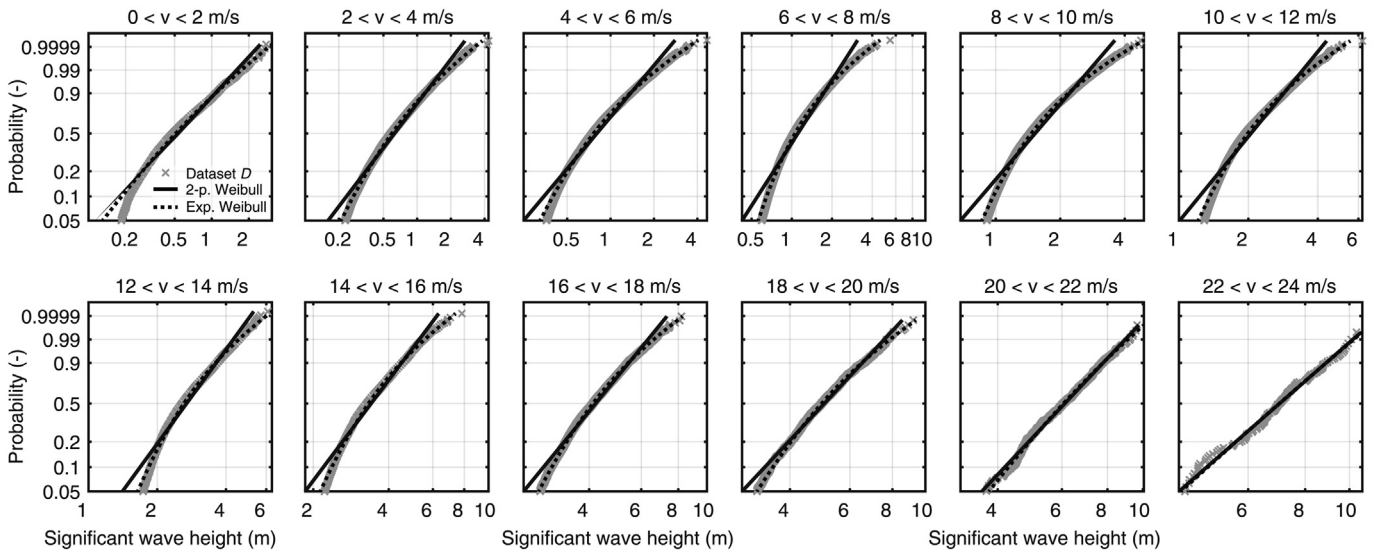 0 < v < 2 m/s
2 < v < 4 m/s
4 < v < 6 m/s
6 < v < 8 m/s
8 < v < 10 m/s
10 < v < 12 m/s
Probability (-)
0.9999
0.99
0.9
0.5
0.2
0.1
0.05
Dataset D
2-p. Weibull
Exp. Weibull
0.2 0.5 1 2
0.2 0.5 1 2 4
0.5 1 2 4
0.5 1 2 4 6 810
1 2 4
1 2 4 6
12 < v < 14 m/s
14 < v < 16 m/s
16 < v < 18 m/s
18 < v < 20 m/s
20 < v < 22 m/s
22 < v < 24 m/s
Probability (-)
0.9999
0.99
0.9
0.5
0.2
0.1
0.05
1 2 4 6
2 4 6 8 10
4 6 8 10
4 6 8 10
4 6 8 10
6 8 10
Significant wave height (m)
Significant wave height (m)
Significant wave height (m)